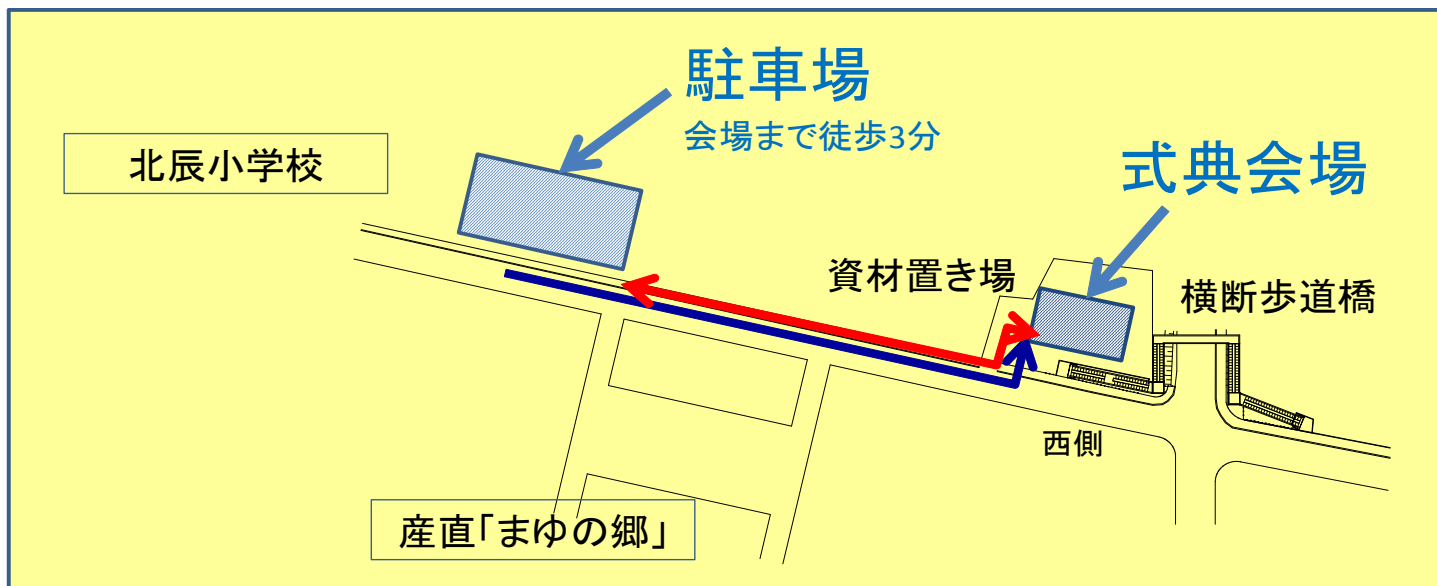 駐車場
会場まで徒歩3分
北辰小学校
式典会場
資材置き場
横断歩道橋
西側
産直「まゆの郷」